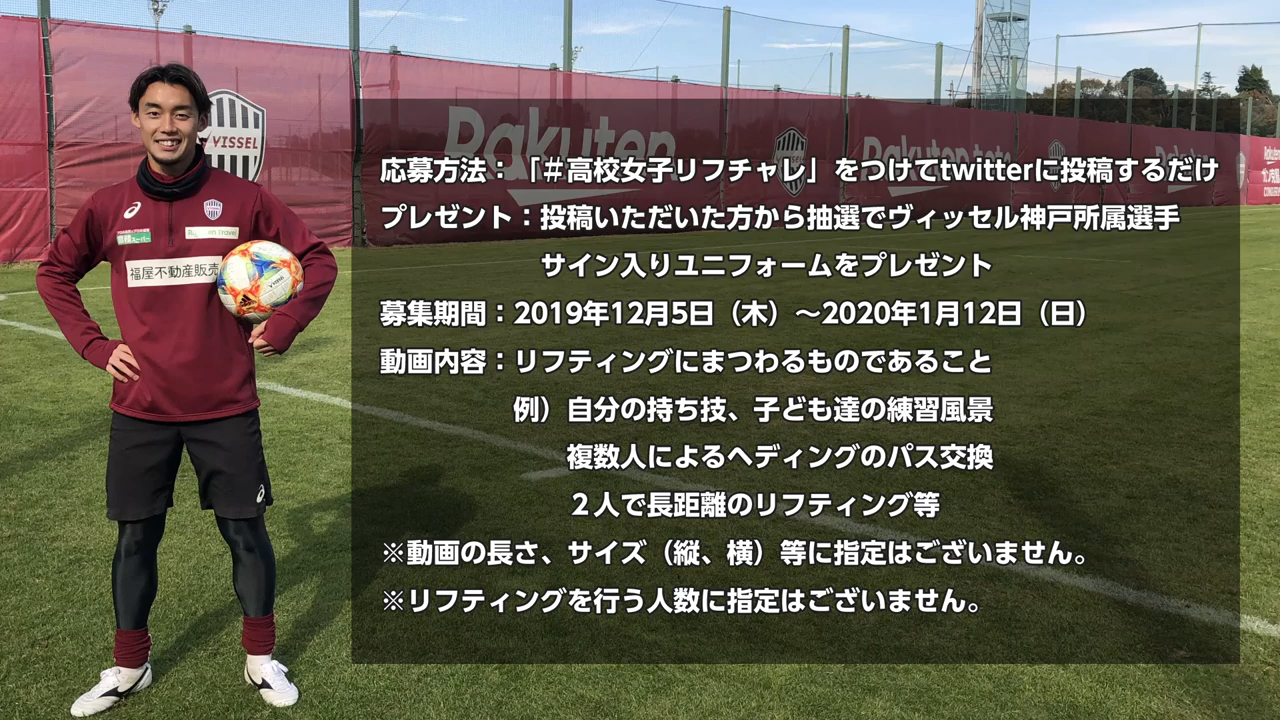 応募方法：「＃高校女子リフチャレ」をつけてtwitterに投稿するだけ
プレゼント：投稿いただいた方から抽選でヴィッセル神戸所属選手
サイン入りユニフォームをプレゼント
募集期間：2019年12月5日（木）～2020年1月12日（日）
動画内容：リフティングにまつわるものであること
例）自分の持ち技、子ども達の練習風景
複数人によるヘディングのパス交換
２人で長距離のリフティング等
※動画の長さ、サイズ（縦、横）等に指定はございません。
※リフティングを行う人数に指定はございません。
VISSEL
Rakuten
Rakuten
Rakuten Travel
福屋不動産販売